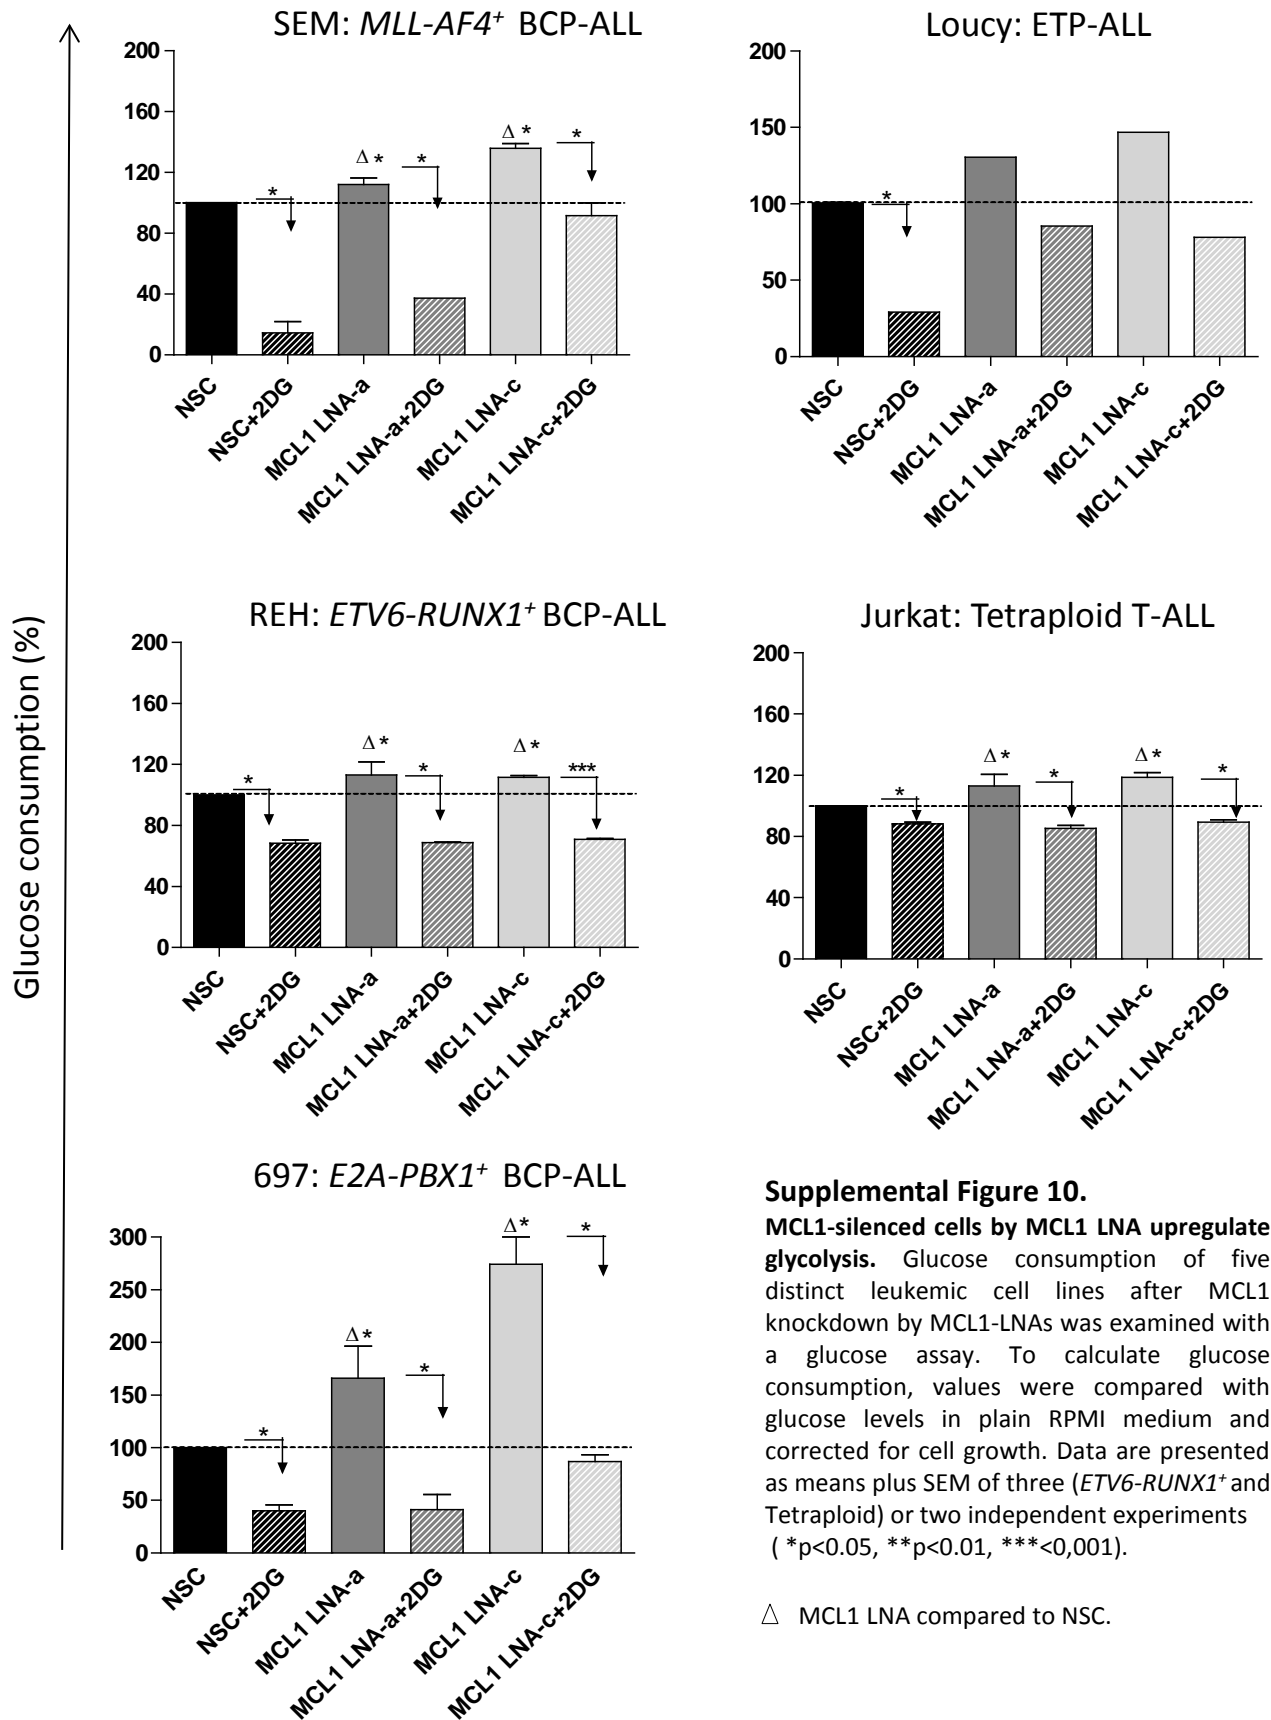 Glucose consumption (%)
SEM: MLL-AF4+ BCP-ALL
200
160
120
80
40
0
*
Δ *
*
Δ *
*
NSC
NSC+2DG
MCL1 LNA-a
MCL1 LNA-a+2DG
MCL1 LNA-c
MCL1 LNA-c+2DG
Loucy: ETP-ALL
200
150
100
50
0
*
NSC
NSC+2DG
MCL1 LNA-a
MCL1 LNA-a+2DG
MCL1 LNA-c
MCL1 LNA-c+2DG
REH: ETV6-RUNX1+ BCP-ALL
200
160
120
80
40
0
*
Δ *
*
Δ *
***
NSC
NSC+2DG
MCL1 LNA-a
MCL1 LNA-a+2DG
MCL1 LNA-c
MCL1 LNA-c+2DG
Jurkat: Tetraploid T-ALL
200
160
120
80
40
0
*
Δ *
*
Δ *
*
NSC
NSC+2DG
MCL1 LNA-a
MCL1 LNA-a+2DG
MCL1 LNA-c
MCL1 LNA-c+2DG
697: E2A-PBX1+ BCP-ALL
300
250
200
150
100
50
0
*
Δ *
*
Δ *
*
NSC
NSC+2DG
MCL1 LNA-a
MCL1 LNA-a+2DG
MCL1 LNA-c
MCL1 LNA-c+2DG
Supplemental Figure 10.
MCL1-silenced cells by MCL1 LNA upregulate
glycolysis. Glucose consumption of five
distinct leukemic cell lines after MCL1
knockdown by MCL1-LNAs was examined with
a glucose assay. To calculate glucose
consumption, values were compared with
glucose levels in plain RPMI medium and
corrected for cell growth. Data are presented
as means plus SEM of three (ETV6-RUNX1+ and
Tetraploid) or two independent experiments
( *p<0.05, **p<0.01, ***<0,001).
Δ MCL1 LNA compared to NSC.